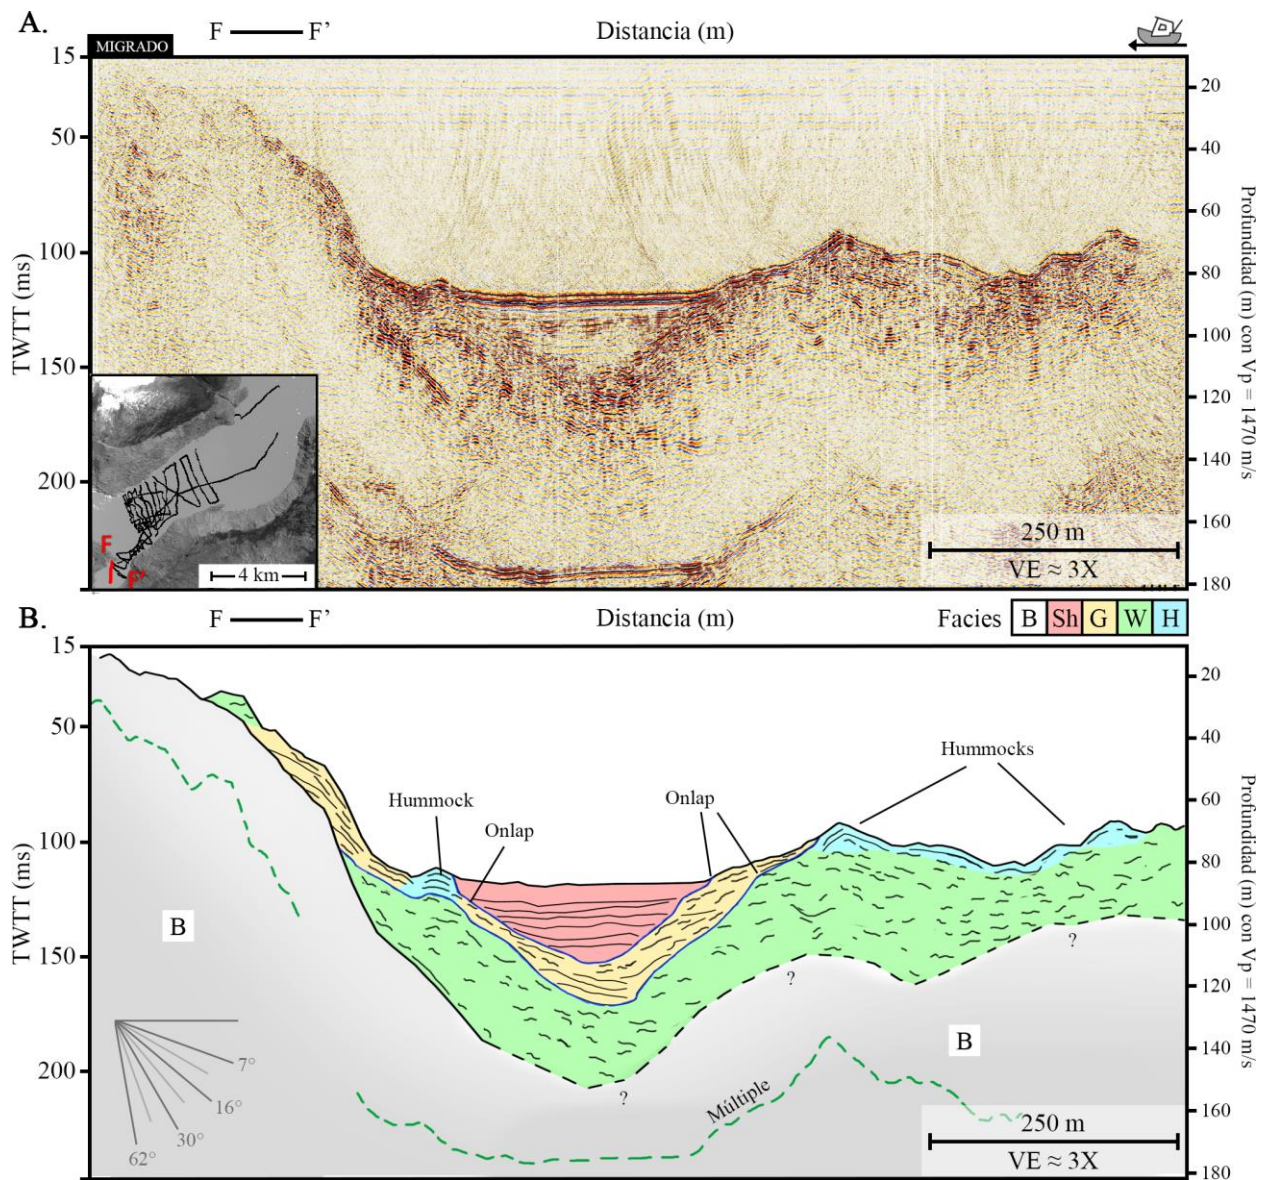 A.
F F’
Distancia (m)
MIGRADO
15
50
100
150
200
TWTT (ms)
20
40
60
80
100
120
140
160
180
Profundidad (m) con Vp = 1470 m/s
F
F'
4 km
250 m
VE ≈ 3X
B.
F F’
Distancia (m)
Facies B Sh G W H
15
50
100
150
200
TWTT (ms)
20
40
60
80
100
120
140
160
180
Profundidad (m) con Vp = 1470 m/s
Hummocks
Hummock
Onlap
Onlap
B
?
?
?
B
7°
16°
30°
62°
Múltiple
250 m
VE ≈ 3X